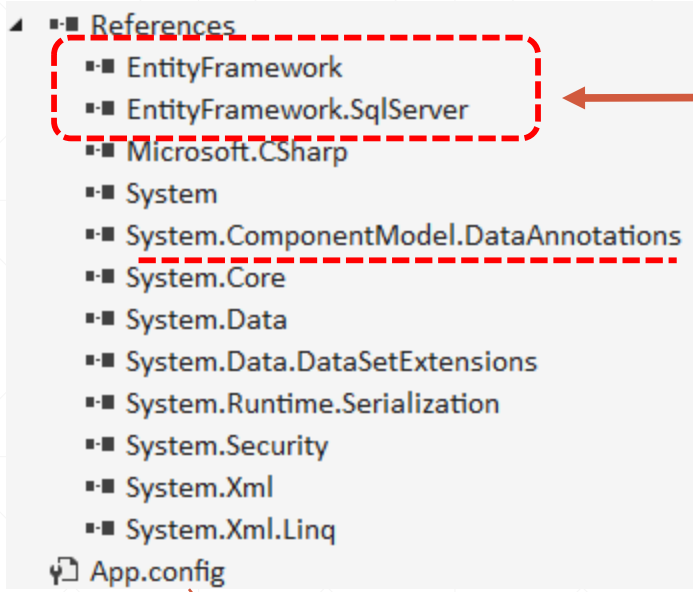 References
EntityFramework
EntityFramework.SqlServer
Microsoft.CSharp
System
System.ComponentModel.DataAnnotations
System.Core
System.Data
System.Data.DataSetExtensions
System.Runtime.Serialization
System.Security
System.Xml
System.Xml.Linq
App.config